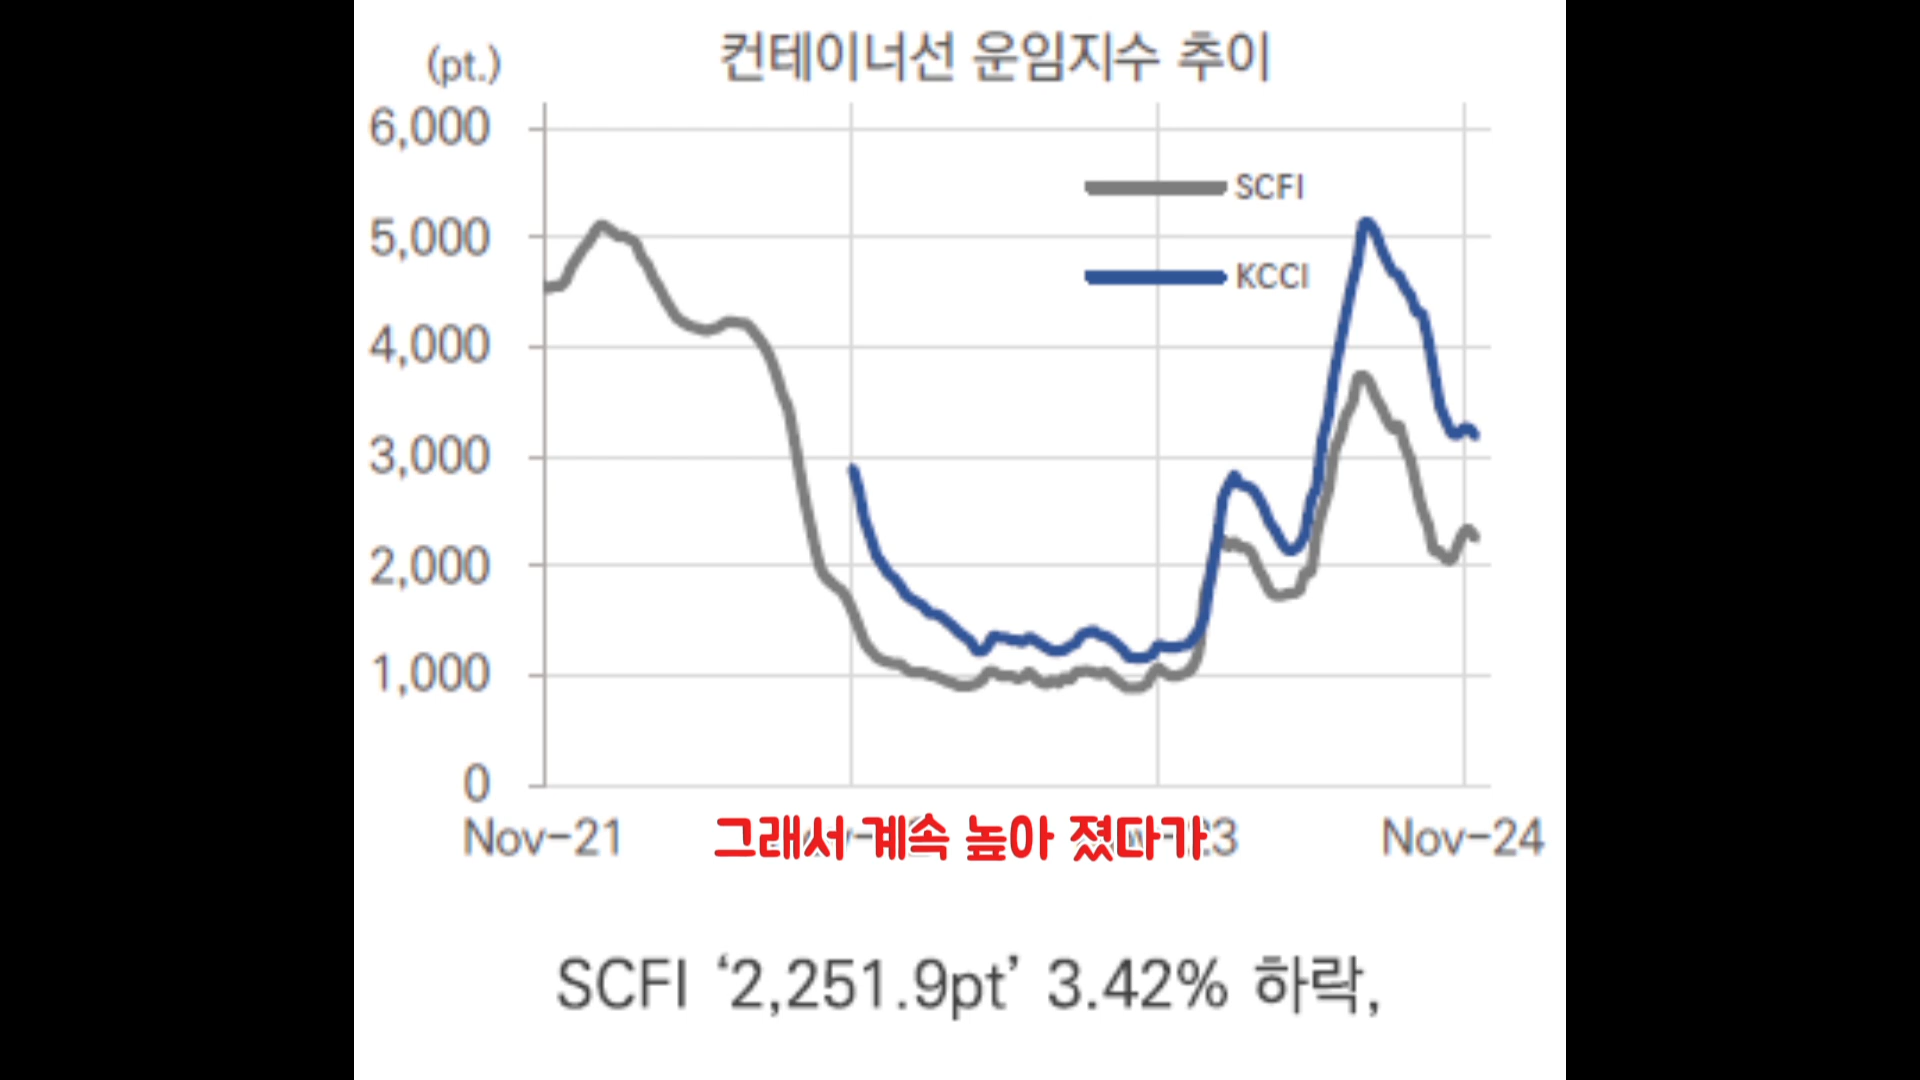 컨테이너선 운임지수 추이
(pt.)
6,000
5,000
4,000
3,000
2,000
1,000
0
SCFI
KCCI
Nov-21
Nov-24
그래서 계속 높아 졌다가
SCFI ‘2,251.9pt’ 3.42% 하락,